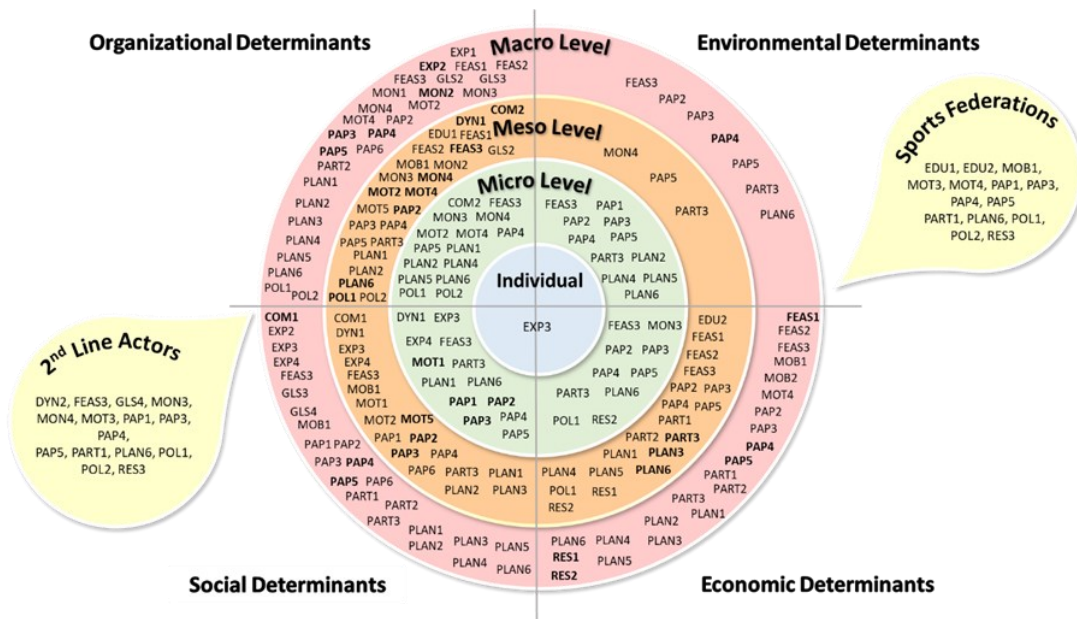 Organizational Determinants
Environmental Determinants
Macro Level
EXP1
EXP2 FEAS1 FEAS2
FEAS3 GLS2 GLS3
MON1 MON2 MON3
MON4 MOT2
MOT4 PAP2
PAP3 PAP4
PAP5 PAP6
PART2
PLAN1
PLAN2
PLAN3
PLAN4
PLAN5
PLAN6
POL1
POL2
FEAS3
PAP2
PAP3
PAP4
PAP5
PART3
PLAN6
Meso Level
COM2
DYN1
EDU1 FEAS1
FEAS2 FEAS3 GLS2
MOB1 MON2
MON3 MON4
MOT2 MOT4
MOT5 PAP2
PAP3 PAP4
PAP5 PART3
PLAN1
PLAN2
PLAN6
POL1 POL2
MON4
PAP5
PART3
Micro Level
COM2 FEAS3
MON3 MON4
MOT2 MOT4 PAP4
PAP5 PLAN1
PLAN2 PLAN4
PLAN5 PLAN6
POL1 POL2
FEAS3 PAP1
PAP2 PAP3
PAP4 PAP5
PART3 PLAN2
PLAN4 PLAN5
PLAN6
Individual
EXP3
Sports Federations
EDU1, EDU2, MOB1,
MOT3, MOT4, PAP1, PAP3,
PAP4, PAP5
PART1, PLAN6, POL1,
POL2, RES3
2nd Line Actors
DYN2, FEAS3, GLS4, MON3,
MON4, MOT3, PAP1, PAP3,
PAP4,
PAP5, PART1, PLAN6, POL1,
POL2, RES3
COM1
EXP2
EXP3
EXP4
FEAS3
GLS3
GLS4
MOB1
PAP1 PAP2
PAP3 PAP4
PAP5 PAP6
PART1
PART2
PART3
PLAN1
PLAN2 PLAN3 PLAN5
PLAN4 PLAN6
COM1
DYN1
EXP3
EXP4
FEAS3
MOB1
MOT1
MOT2 MOT5
PAP1 PAP2
PAP3 PAP4
PAP6 PART3 PLAN1
PLAN2 PLAN3
DYN1 EXP3
EXP4 FEAS3
MOT1 PART3
PLAN1 PLAN6
PAP1 PAP2
PAP3 PAP4
PAP5
FEAS3 MON3
PAP2 PAP3
PAP4 PAP5
PART3 PLAN6
POL1 RES2
EDU2
FEAS1
FEAS2
FEAS3
PAP2 PAP3
PAP4 PAP5
PART1
PART2 PART3
PLAN1 PLAN3
PLAN4 PLAN5 PLAN6
POL1 RES1
RES2
FEAS1
FEAS2
FEAS3
MOB1
MOB2
MOT4
PAP2
PAP3
PAP4
PAP5
PART1
PART2
PART3
PLAN1
PLAN2
PLAN3
PLAN6 PLAN4
RES1 PLAN5
RES2
Social Determinants
Economic Determinants